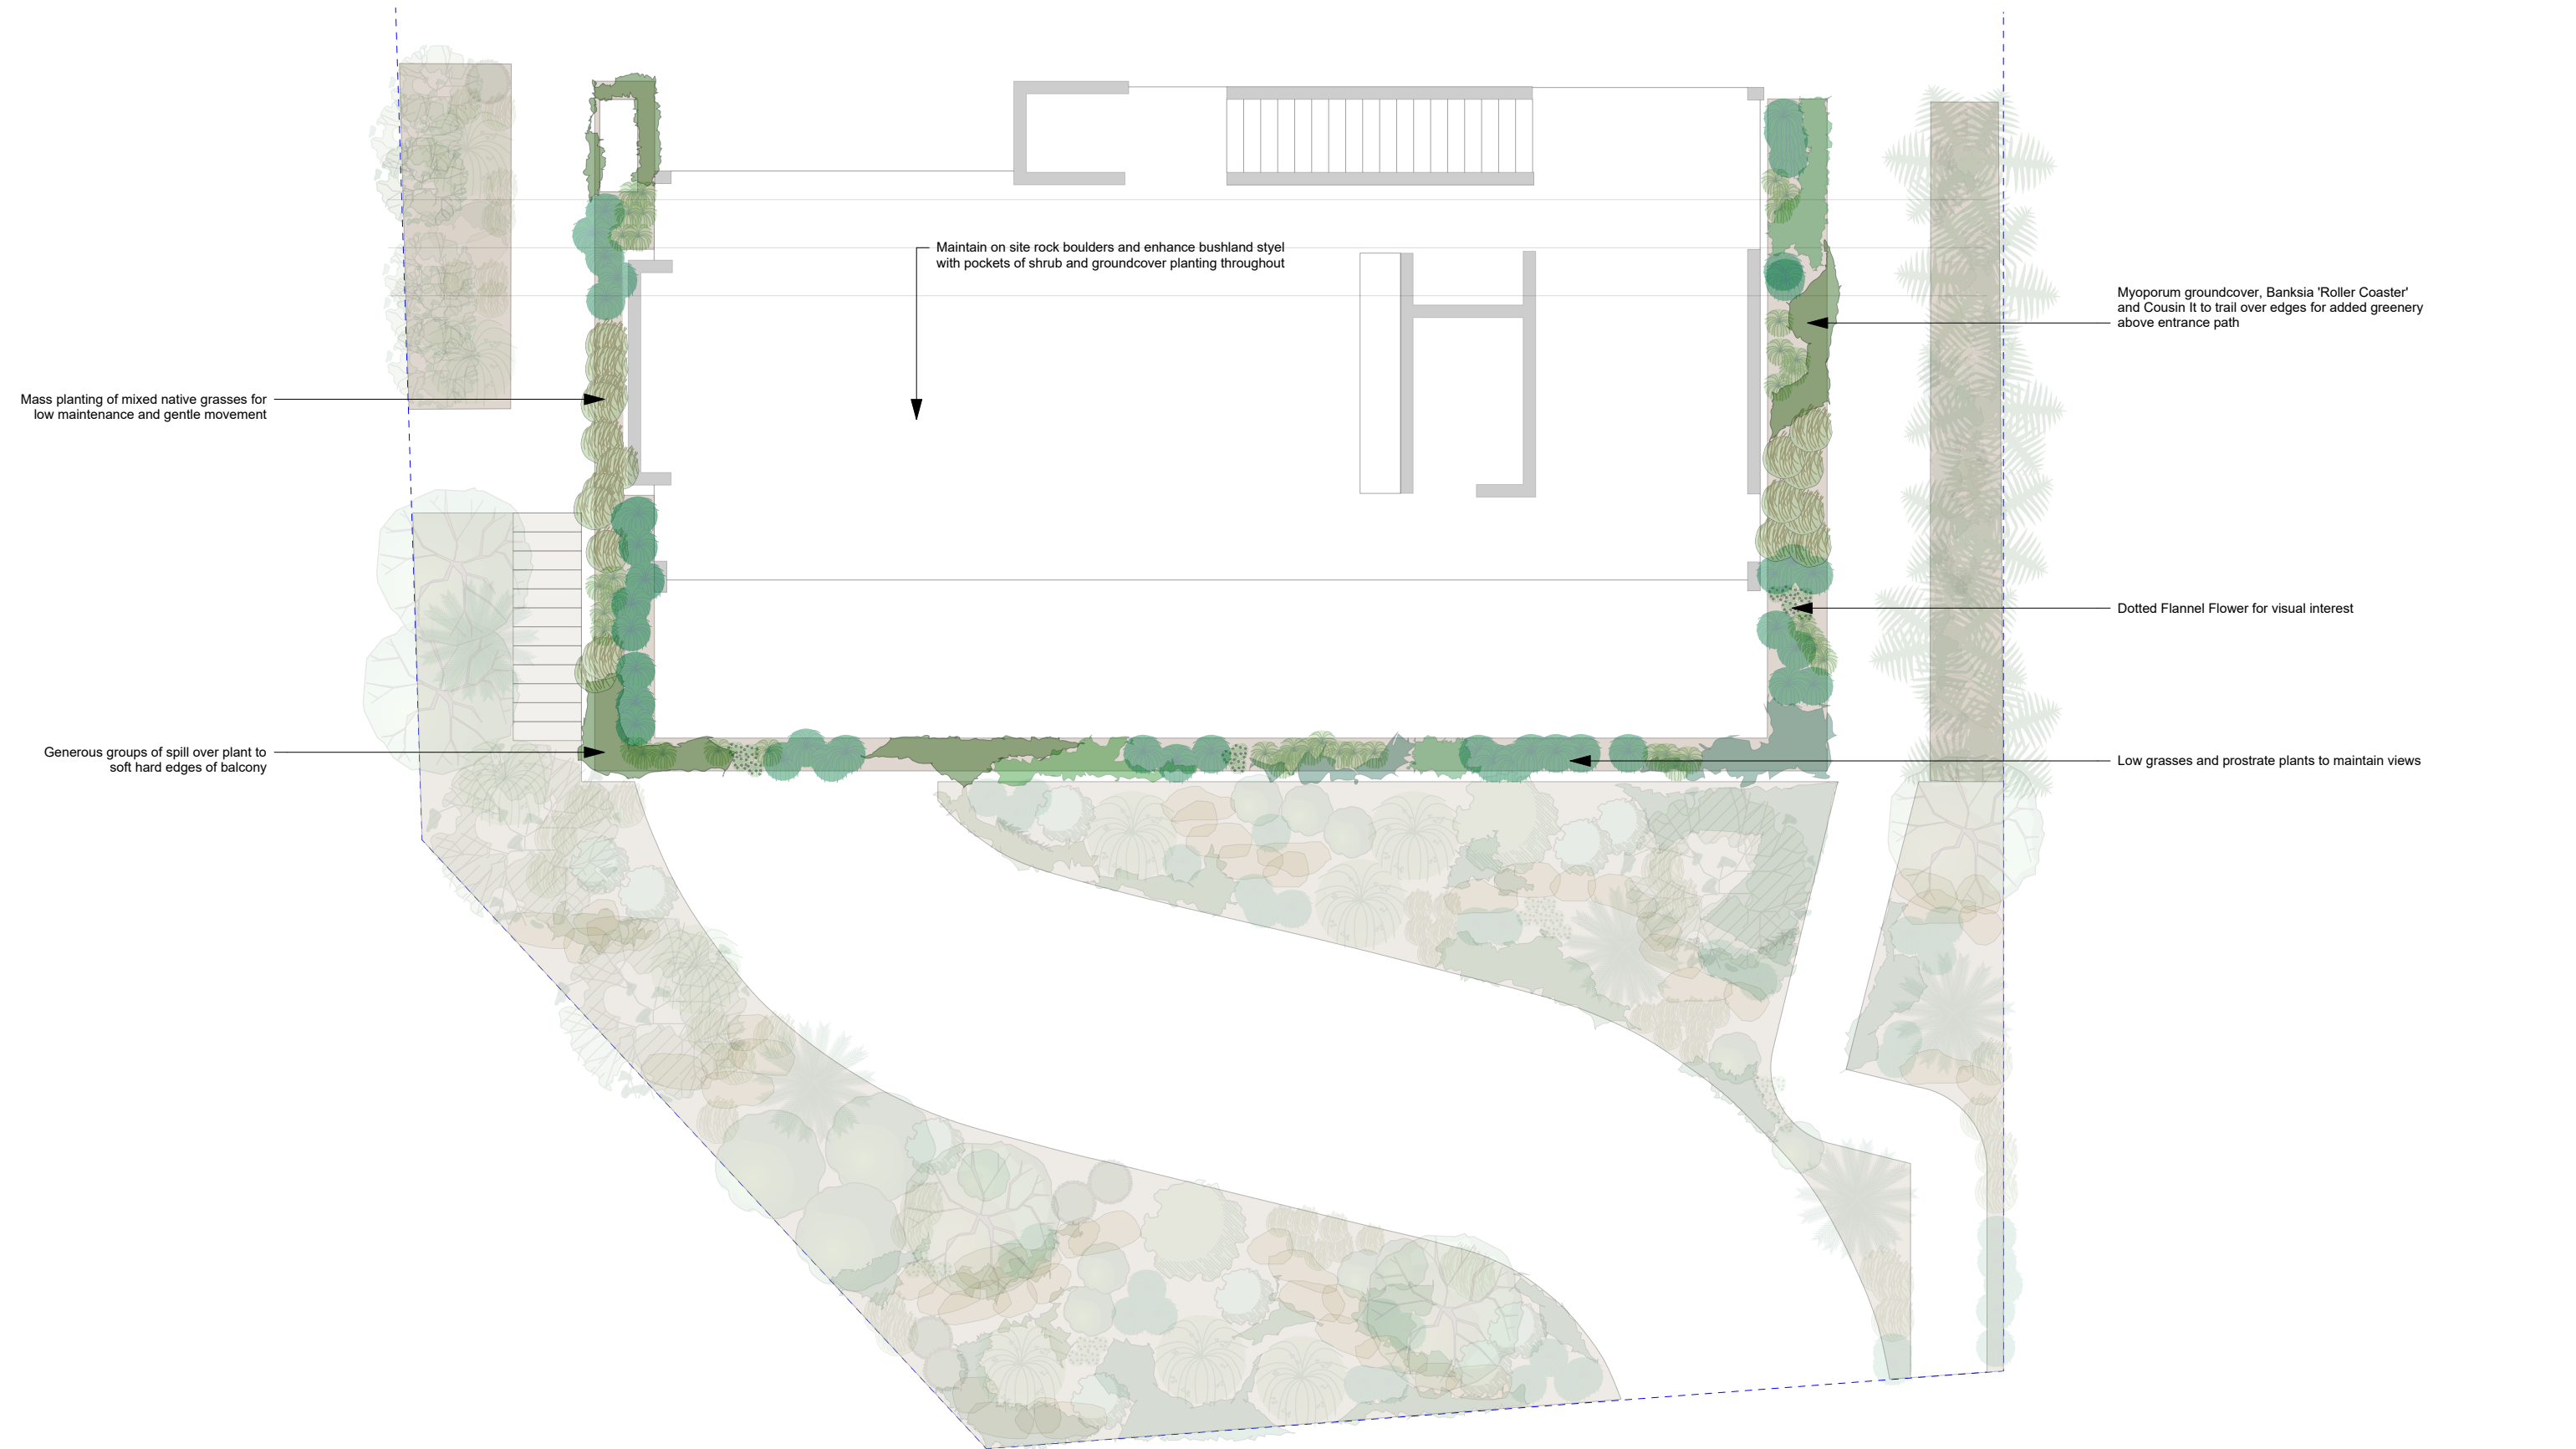 Maintain on site rock boulders and enhance bushland styel
with pockets of shrub and groundcover planting throughout
Myoporum groundcover, Banksia 'Roller Coaster'
and Cousin It to trail over edges for added greenery
above entrance path
Mass planting of mixed native grasses for
low maintenance and gentle movement
Dotted Flannel Flower for visual interest
Generous groups of spill over plant to
soft hard edges of balcony
Low grasses and prostrate plants to maintain views